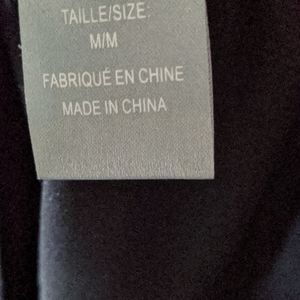 TAILLE/SIZE:
M/M
FABRIQUÉ EN CHINE
MADE IN CHINA